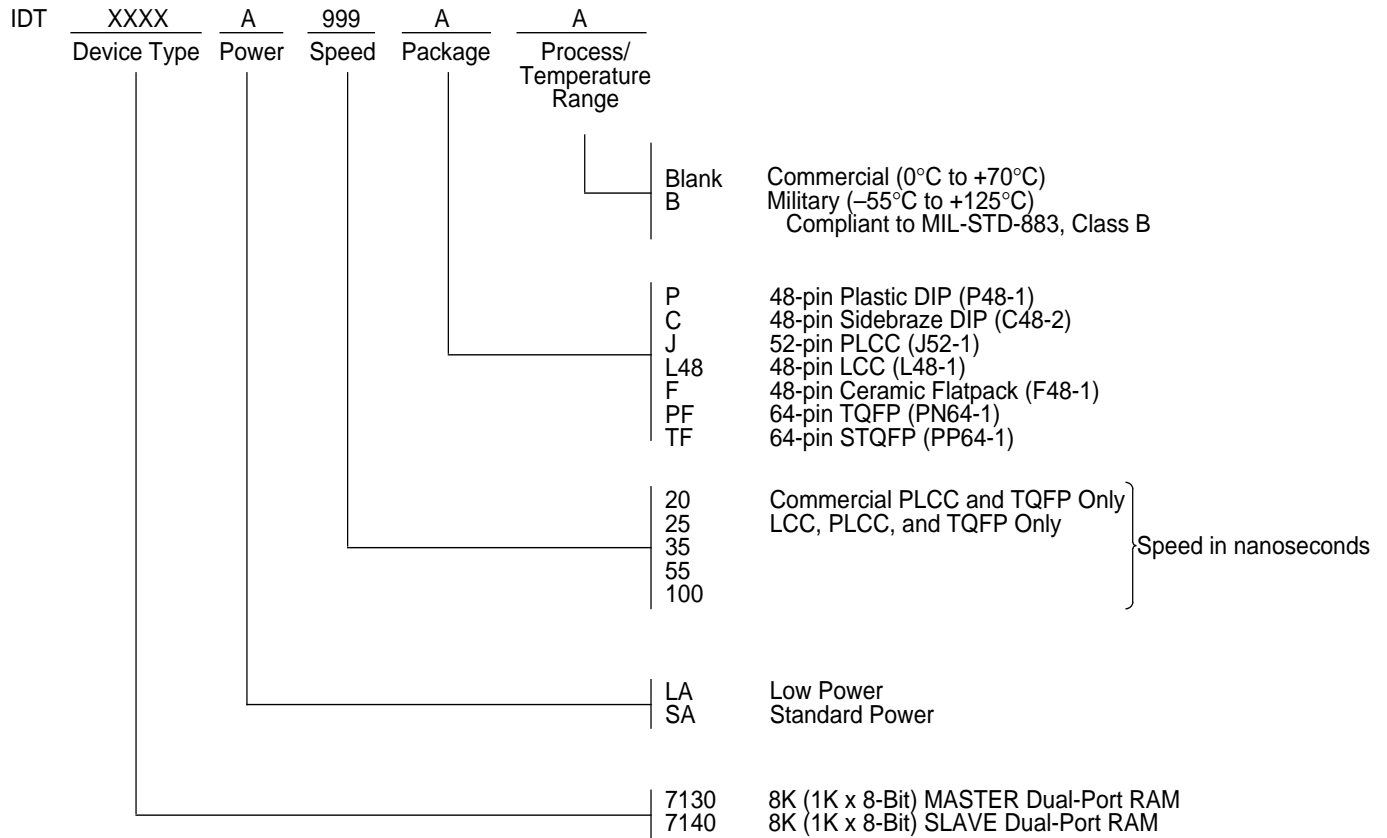 IDT XXXX A 999 A A
Device Type Power Speed Package Process/
Temperature
Range
Blank Commercial (0°C to +70°C)
B Military (–55°C to +125°C)
Compliant to MIL-STD-883, Class B
P 48-pin Plastic DIP (P48-1)
C 48-pin Sidebraze DIP (C48-2)
J 52-pin PLCC (J52-1)
L48 48-pin LCC (L48-1)
F 48-pin Ceramic Flatpack (F48-1)
PF 64-pin TQFP (PN64-1)
TF 64-pin STQFP (PP64-1)
20 Commercial PLCC and TQFP Only
25 LCC, PLCC, and TQFP Only
35 Speed in nanoseconds
55
100
LA Low Power
SA Standard Power
7130 8K (1K x 8-Bit) MASTER Dual-Port RAM
7140 8K (1K x 8-Bit) SLAVE Dual-Port RAM